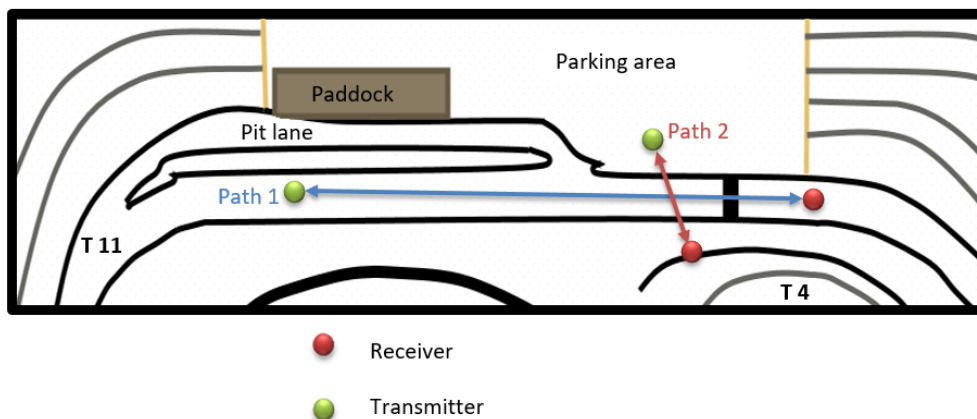 Parking area
Paddock
Pit lane
Path 2
Path 1
T 11
T 4
Receiver
Transmitter